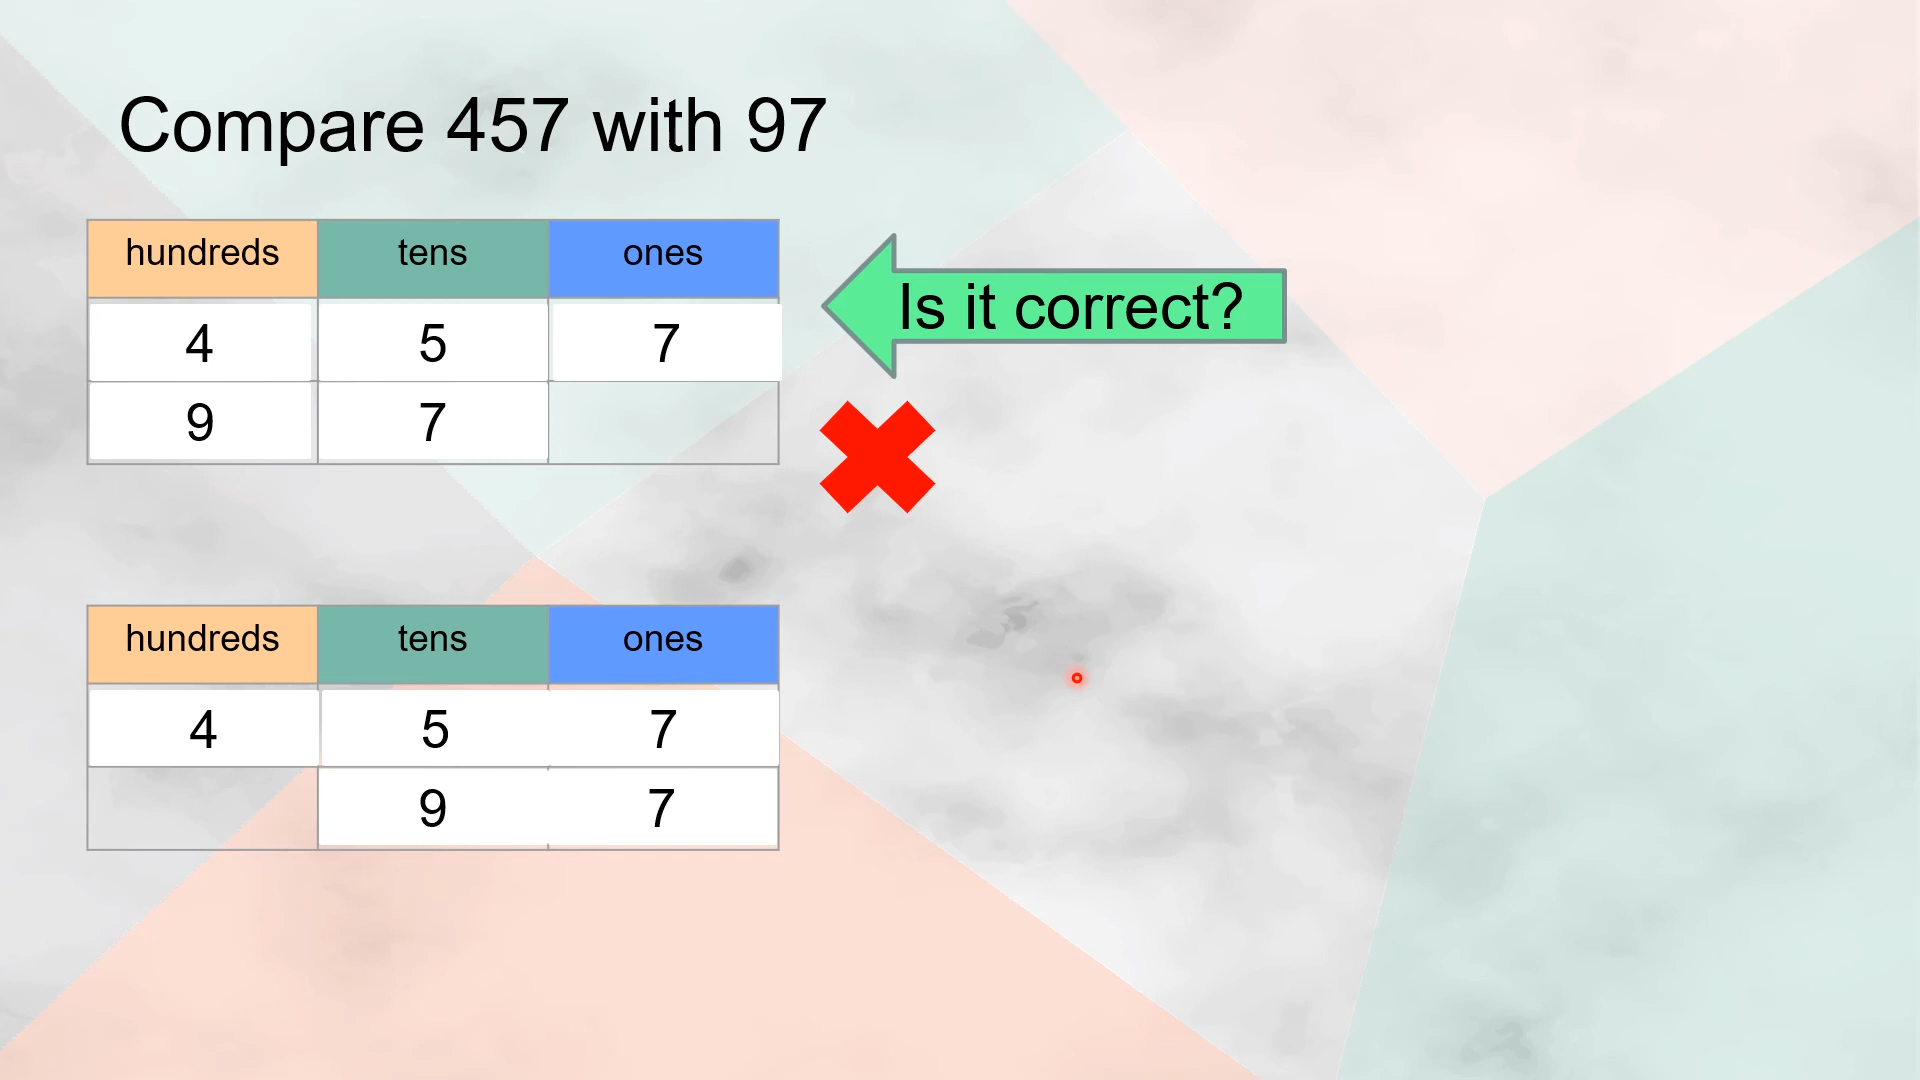 Compare 457 with 97
hundreds tens ones
4 5 7
9 7
Is it correct?
hundreds tens ones
4 5 7
9 7